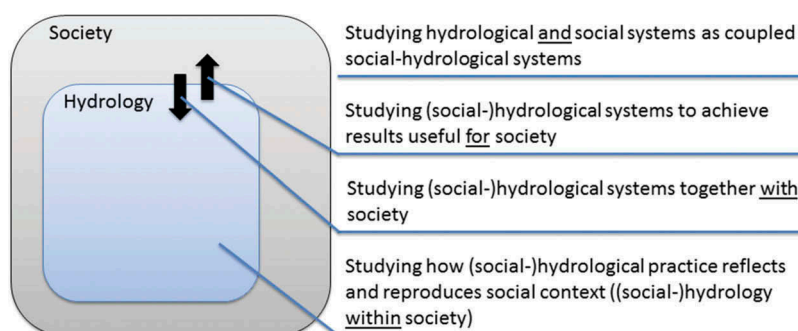 Society
Hydrology
Studying hydrological and social systems as coupled
social-hydrological systems
Studying (social-)hydrological systems to achieve
results useful for society
Studying (social-)hydrological systems together with
society
Studying how (social-)hydrological practice reflects
and reproduces social context ((social-)hydrology
within society)